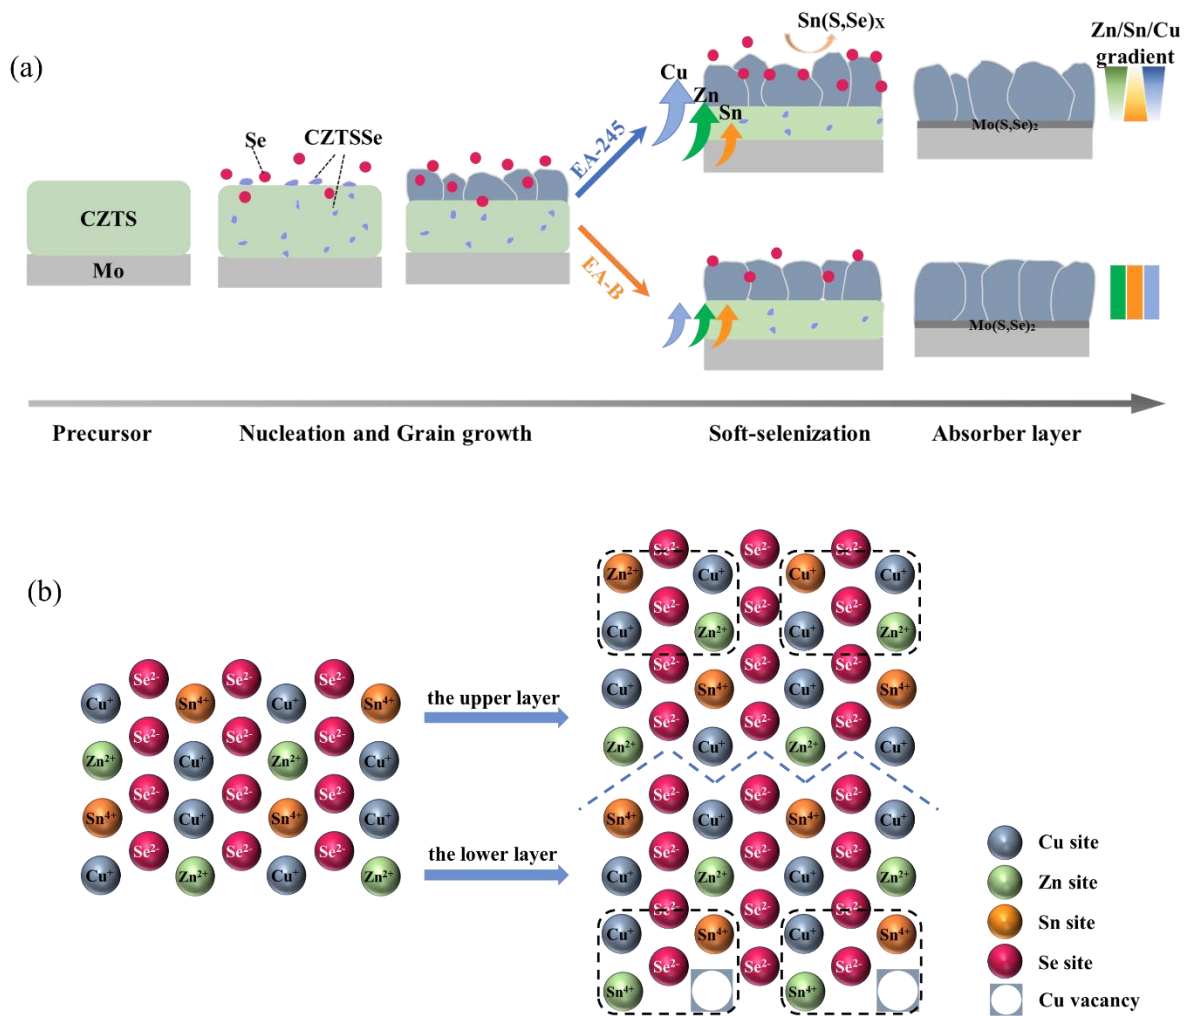 (a)
CZTS
Mo
Se
CZTSSe
EA-245
EA-B
Cu
Zn
Sn
Sn(S,Se)X
Mo(S,Se)₂
Zn/Sn/Cu
gradient
Mo(S,Se)₂
Precursor
Nucleation and Grain growth
Soft-selenization
Absorber layer
(b)
Se²⁻ Se²⁻ Se²⁻
Cu⁺ Sn⁴⁺ Cu⁺ Sn⁴⁺
Se²⁻ Se²⁻ Se²⁻
Zn²⁺ Cu⁺ Zn²⁺ Cu⁺
Se²⁻ Se²⁻ Se²⁻
Sn⁴⁺ Cu⁺ Sn⁴⁺ Cu⁺
Se²⁻ Se²⁻ Se²⁻
Cu⁺ Zn²⁺ Cu⁺ Zn²⁺
the upper layer
the lower layer
Se²⁻ Se²⁻ Se²⁻
Zn²⁺ Cu⁺ Cu⁺ Cu⁺
Se²⁻ Se²⁻ Se²⁻
Cu⁺ Zn²⁺ Cu⁺ Zn²⁺
Se²⁻ Se²⁻ Se²⁻
Cu⁺ Sn⁴⁺ Cu⁺ Sn⁴⁺
Se²⁻ Se²⁻ Se²⁻
Zn²⁺ Cu⁺ Zn²⁺ Cu⁺
Se²⁻ Se²⁻ Se²⁻
Sn⁴⁺ Cu⁺ Sn⁴⁺ Cu⁺
Se²⁻ Se²⁻ Se²⁻
Cu⁺ Zn²⁺ Cu⁺ Zn²⁺
Se²⁻ Se²⁻ Se²⁻
Cu⁺ Sn⁴⁺ Cu⁺ Sn⁴⁺
Se²⁻ Se²⁻ Se²⁻
Sn⁴⁺ Sn⁴⁺
Cu site
Zn site
Sn site
Se site
Cu vacancy